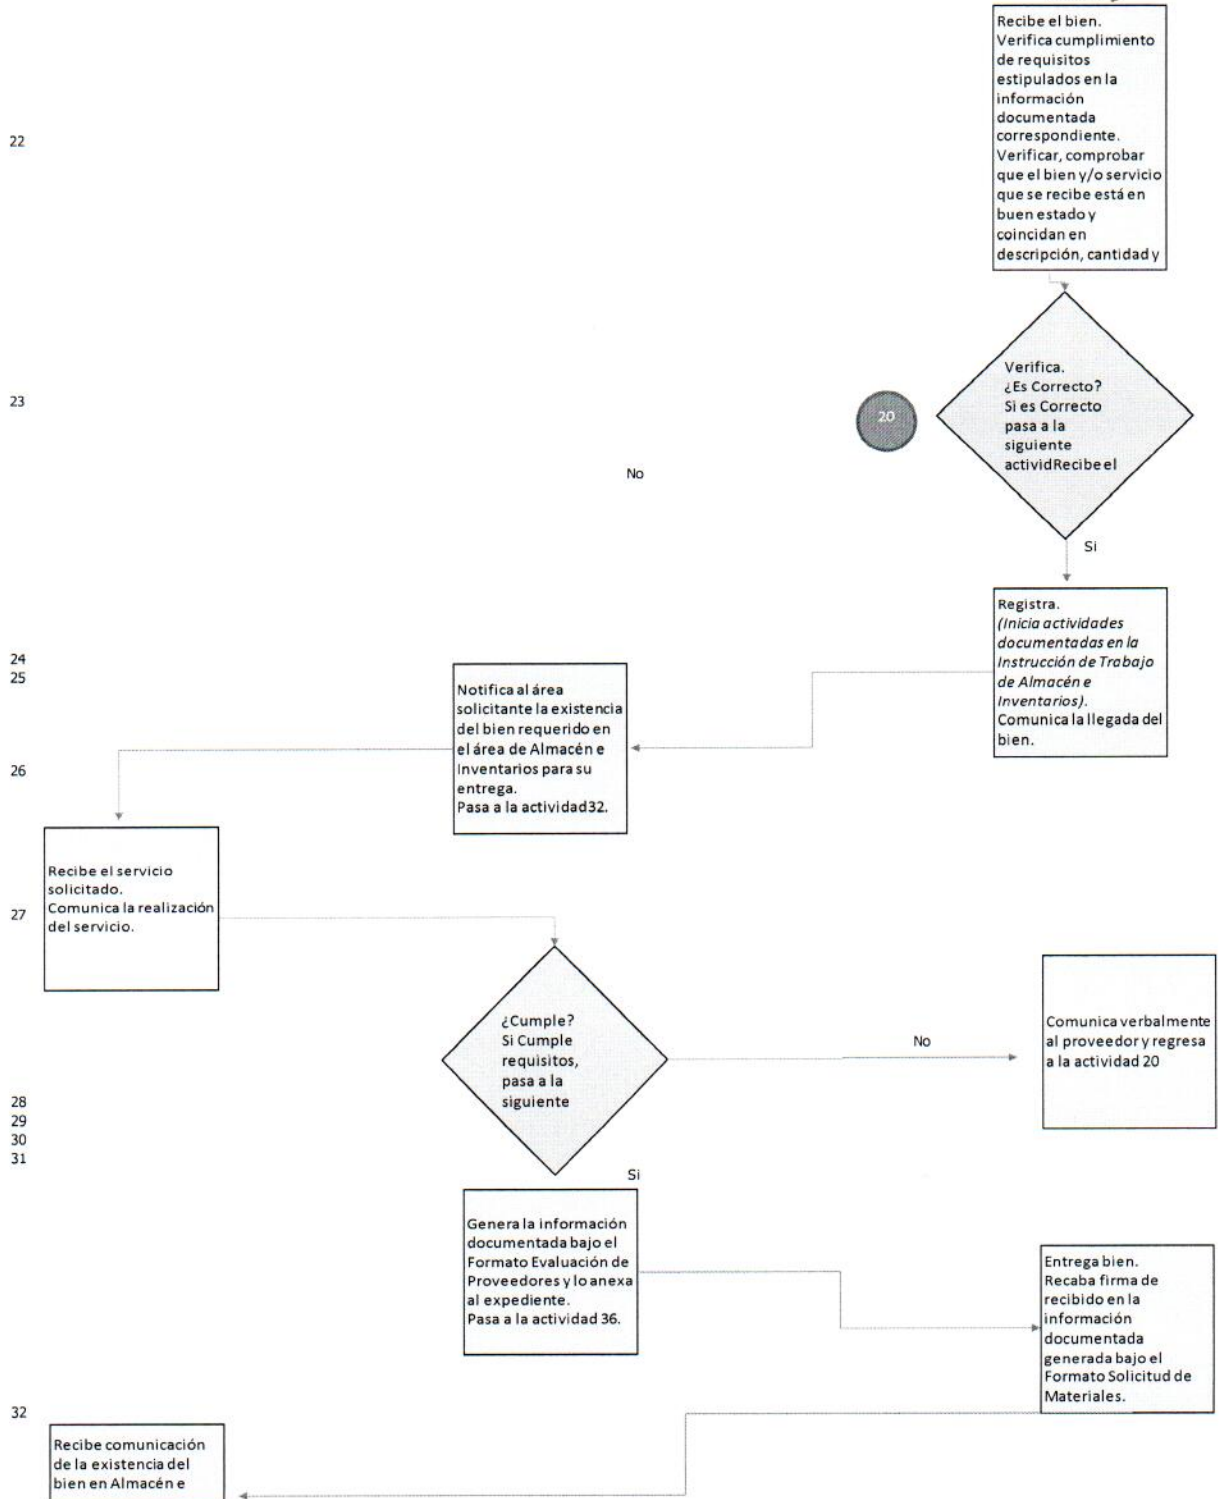 Recibe el bien.
Verifica cumplimiento
de requisitos
estipulados en la
información
documentada
correspondiente.
Verificar, comprobar
que el bien y/o servicio
que se recibe está en
buen estado y
coincidan en
descripción, cantidad y
22
23
20
Verifica.
¿Es Correcto?
Si es Correcto
pasa a la
siguiente
actividRecibe el
No
Si
Registra.
(Inicia actividades
documentadas en la
Instrucción de Trabajo
de Almacén e
Inventarios).
Comunica la llegada del
bien.
24
25
Notifica al área
solicitante la existencia
del bien requerido en
el área de Almacén e
Inventarios para su
entrega.
Pasa a la actividad 32.
26
Recibe el servicio
solicitado.
Comunica la realización
del servicio.
27
¿Cumple?
Si Cumple
requisitos,
pasa a la
siguiente
No
Comunica verbalmente
al proveedor y regresa
a la actividad 20
28
29
30
31
Si
Genera la información
documentada bajo el
Formato Evaluación de
Proveedores y lo anexa
al expediente.
Pasa a la actividad 36.
Entrega bien.
Recaba firma de
recibido en la
información
documentada
generada bajo el
Formato Solicitud de
Materiales.
32
Recibe comunicación
de la existencia del
bien en Almacén e